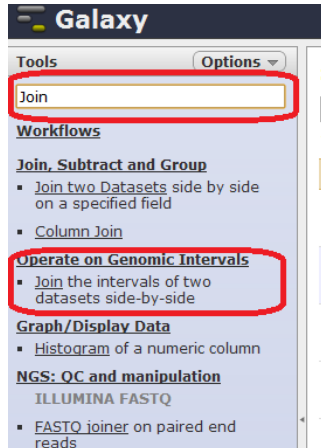 Galaxy
Tools
Options
Join
Workflows
Join, Subtract and Group
▪ Join two Datasets side by side
on a specified field
▪ Column Join
Operate on Genomic Intervals
▪ Join the intervals of two
datasets side-by-side
Graph/Display Data
▪ Histogram of a numeric column
NGS: QC and manipulation
ILLUMINA FASTQ
▪ FASTQ joiner on paired end
reads